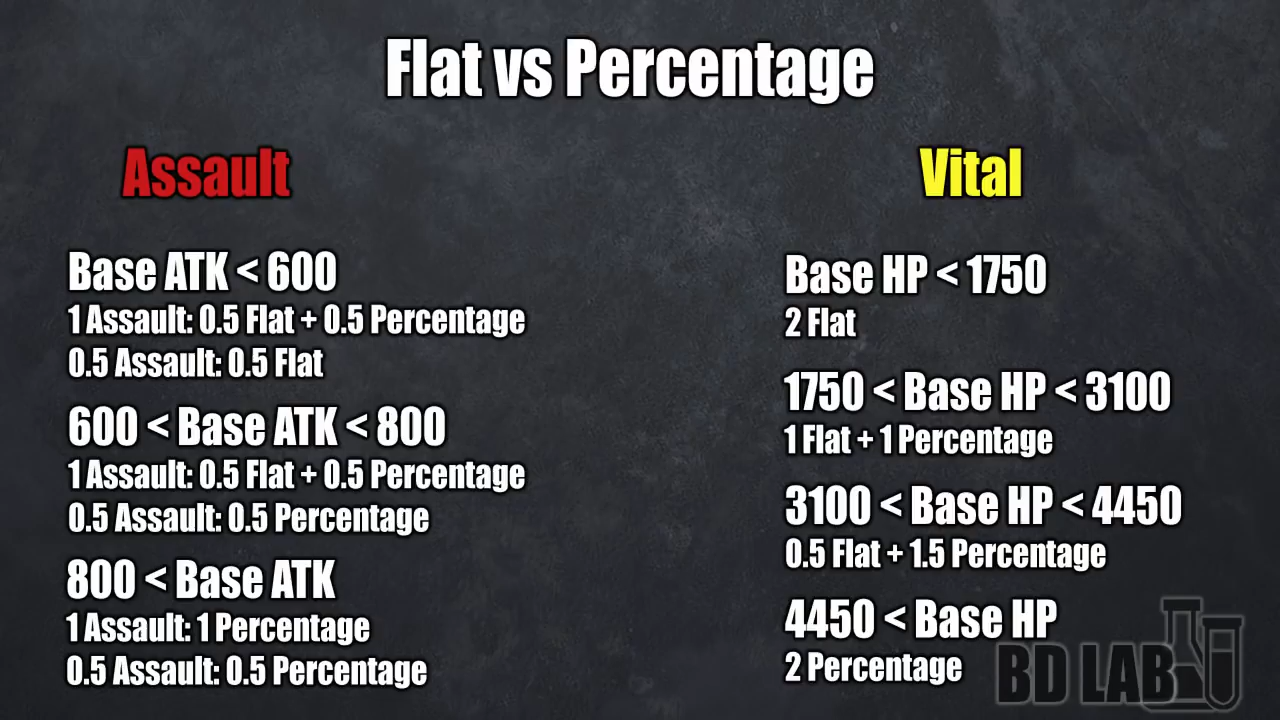 Flat vs Percentage
Assault
Base ATK < 600
1 Assault: 0.5 Flat + 0.5 Percentage
0.5 Assault: 0.5 Flat
600 < Base ATK < 800
1 Assault: 0.5 Flat + 0.5 Percentage
0.5 Assault: 0.5 Percentage
800 < Base ATK
1 Assault: 1 Percentage
0.5 Assault: 0.5 Percentage
Vital
Base HP < 1750
2 Flat
1750 < Base HP < 3100
1 Flat + 1 Percentage
3100 < Base HP < 4450
0.5 Flat + 1.5 Percentage
4450 < Base HP
2 Percentage
BD LAB